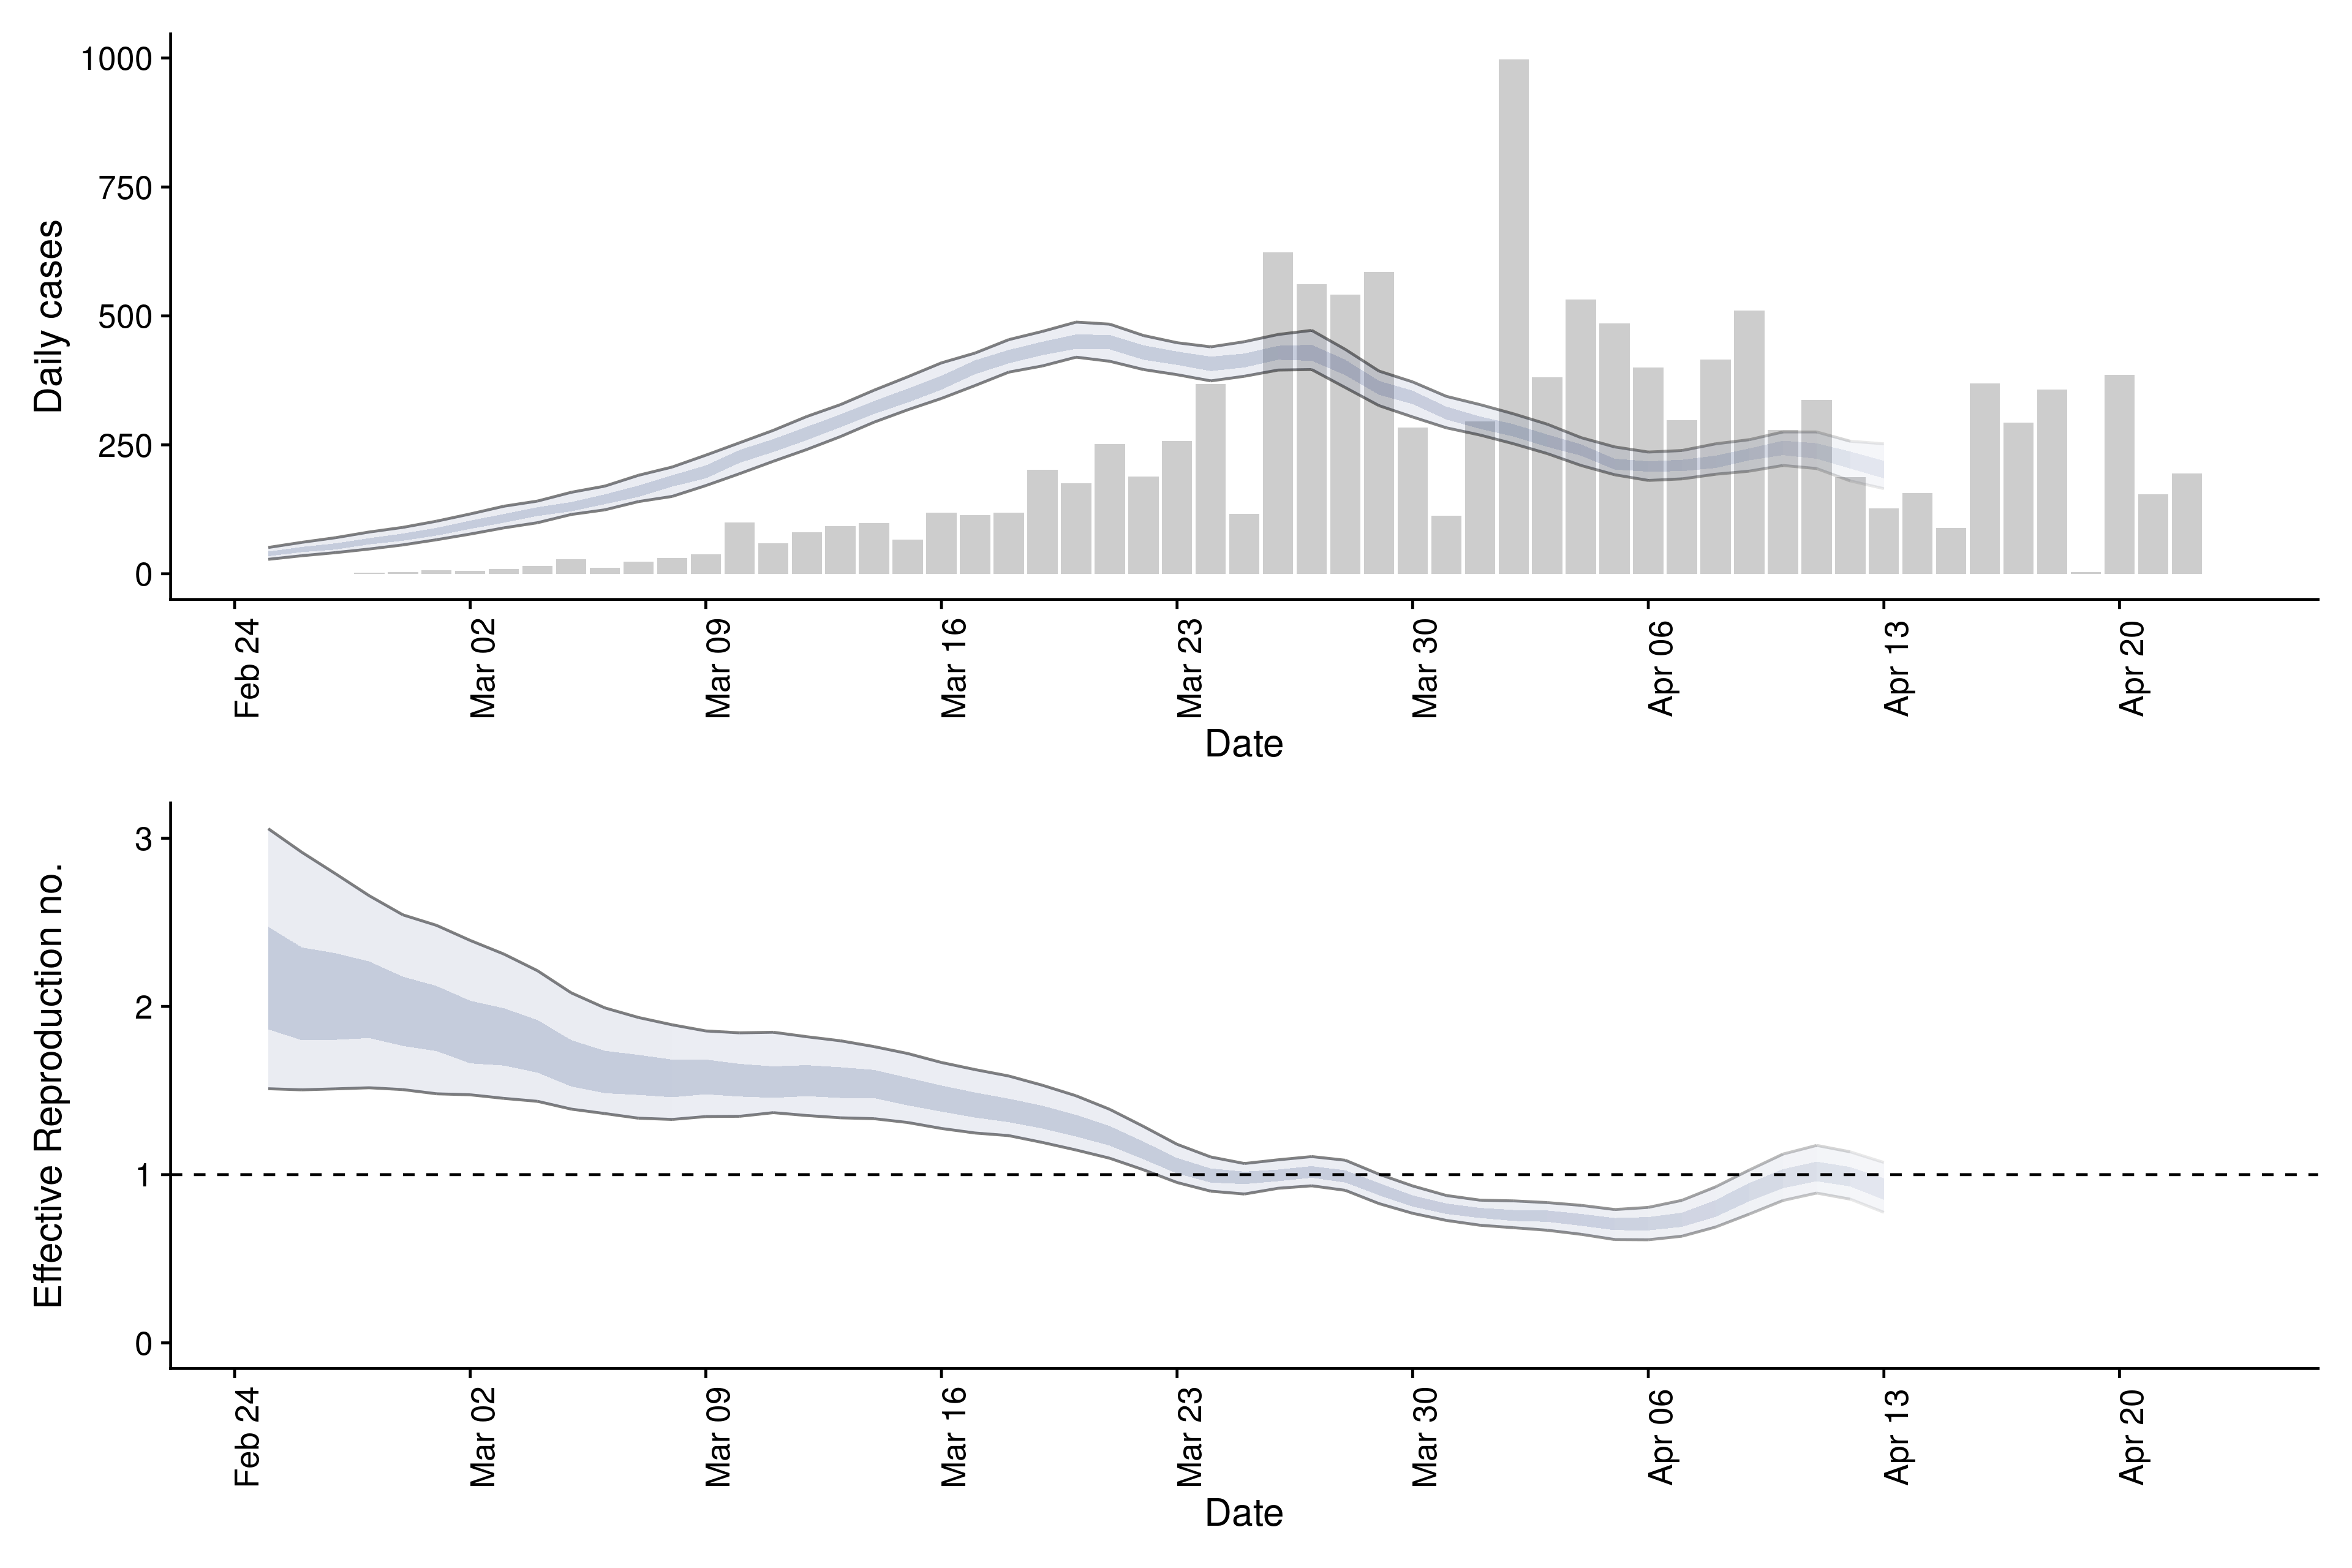 1000
750
500
250
0
Daily cases
Feb 24
Mar 02
Mar 09
Mar 16
Mar 23
Mar 30
Apr 06
Apr 13
Apr 20
Date
3
2
1
0
Effective Reproduction no.
Feb 24
Mar 02
Mar 09
Mar 16
Mar 23
Mar 30
Apr 06
Apr 13
Apr 20
Date